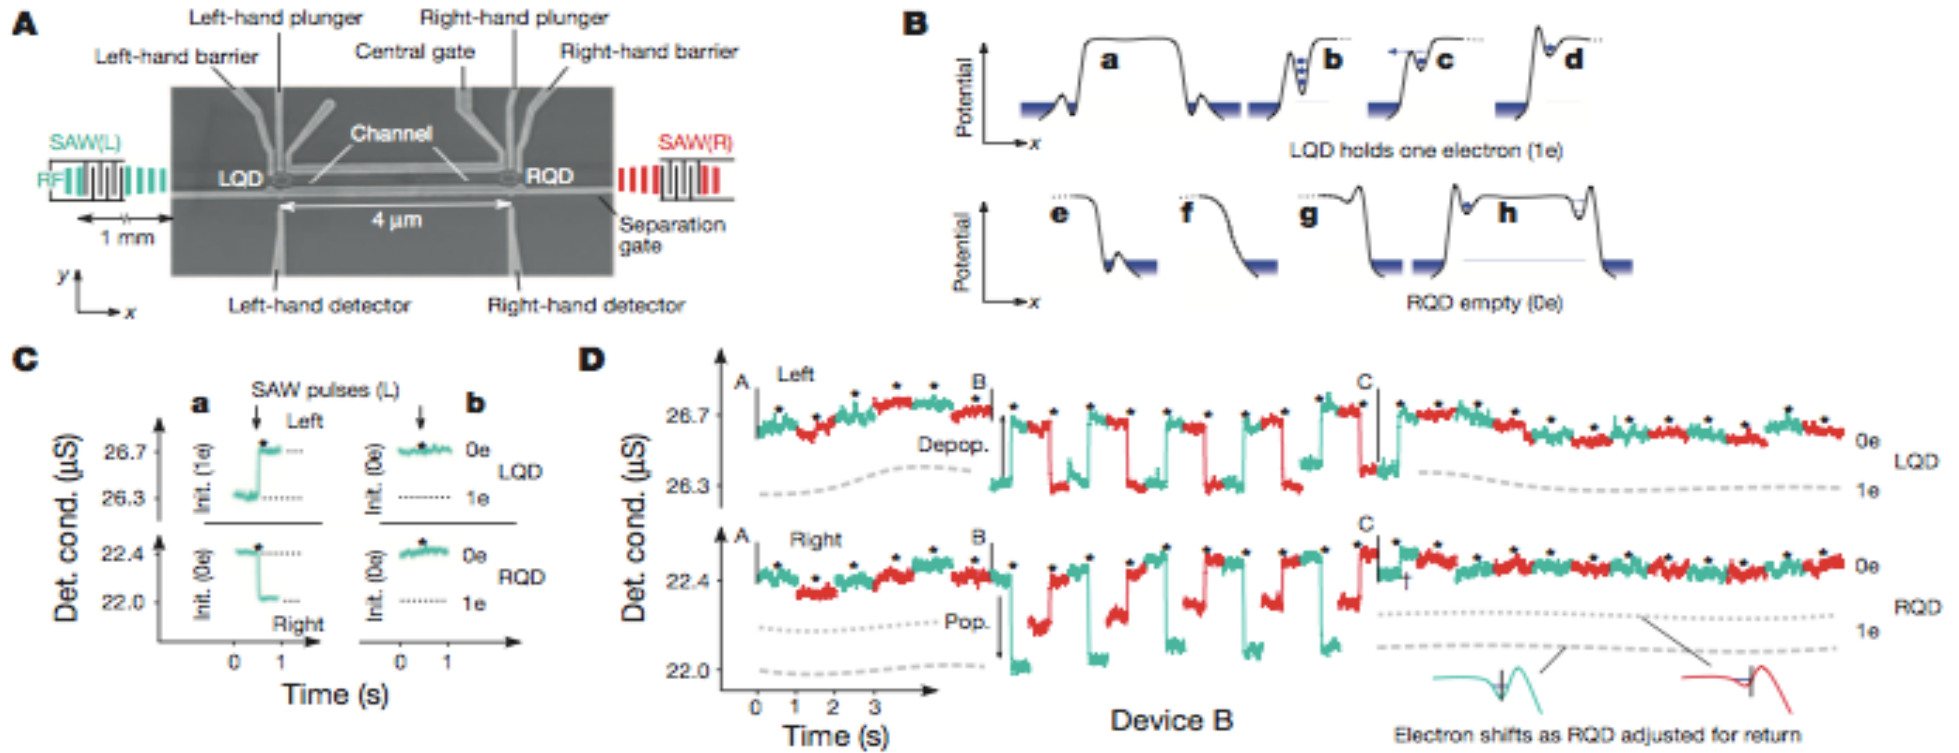 A
Left-hand plunger
Right-hand plunger
Left-hand barrier
Central gate
Right-hand barrier
SAW(L)
Channel
SAW(R)
RF
LQD
RQD
4 μm
1 mm
Separation
gate
y
x
Left-hand detector
Right-hand detector
B
Potential
a
b
c
d
x
LQD holds one electron (1e)
Potential
e
f
g
h
x
RQD empty (0e)
C
SAW pulses (L)
a
b
Left
Det. cond. (μS)
26.7
26.3
Init. (1e)
Init. (0e)
0e
LQD
1e
22.4
22.0
Init. (0e)
Init. (0e)
0e
RQD
1e
Right
0
1
0
1
Time (s)
D
A
Left
B
C
Det. cond. (μS)
26.7
26.3
Depop.
0e
LQD
1e
A
Right
B
C
22.4
22.0
Pop.
†
0e
RQD
1e
0
1
2
3
Time (s)
Device B
Electron shifts as RQD adjusted for return